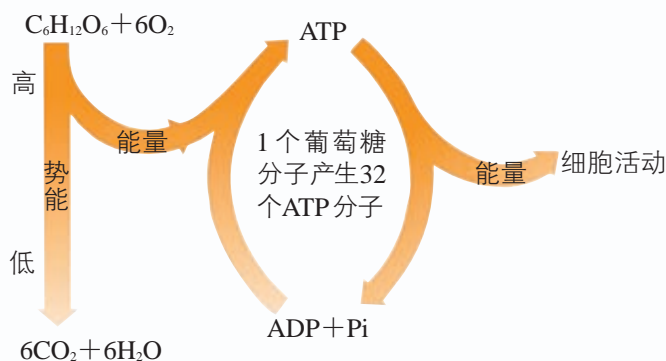 C₆H₁₂O₆＋6O₂
ATP
高
能量
势能
1个葡萄糖
分子产生32
个ATP分子
能量
细胞活动
低
ADP＋Pi
6CO₂＋6H₂O